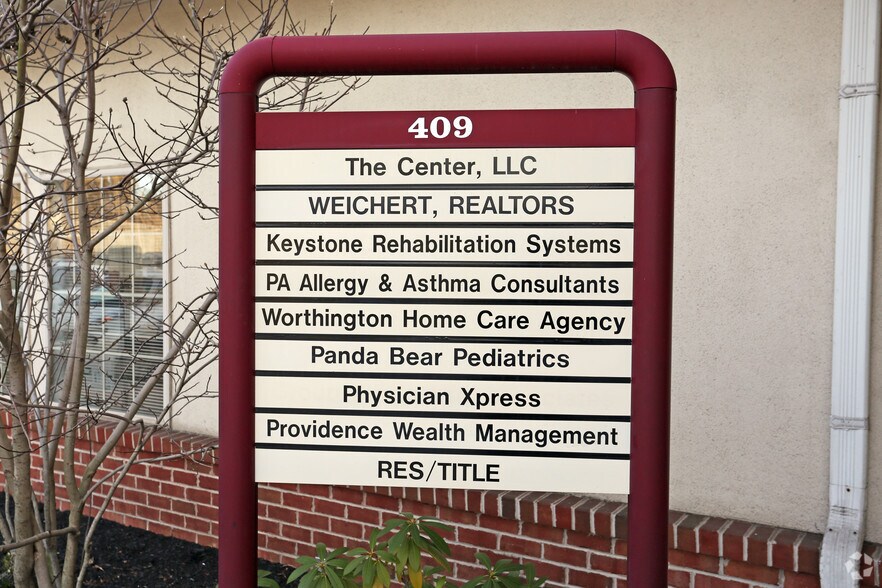 409
The Center, LLC
WEICHERT, REALTORS
Keystone Rehabilitation Systems
PA Allergy & Asthma Consultants
Worthington Home Care Agency
Panda Bear Pediatrics
Physician Xpress
Providence Wealth Management
RES/TITLE